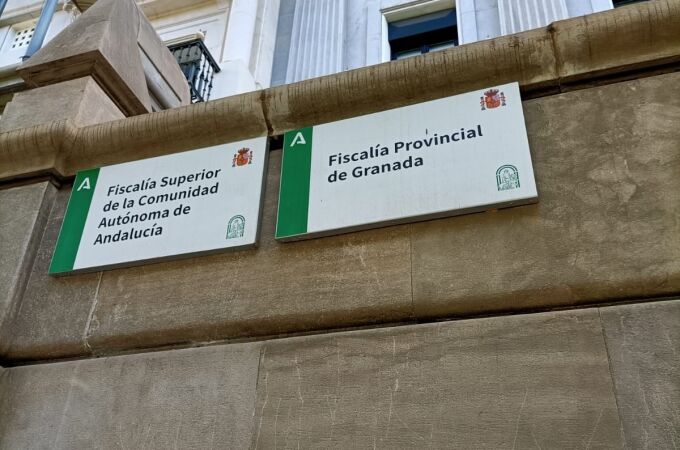 A
Fiscalía Superior
de la Comunidad
Autónoma de
Andalucía
A
Fiscalía Provincial
de Granada